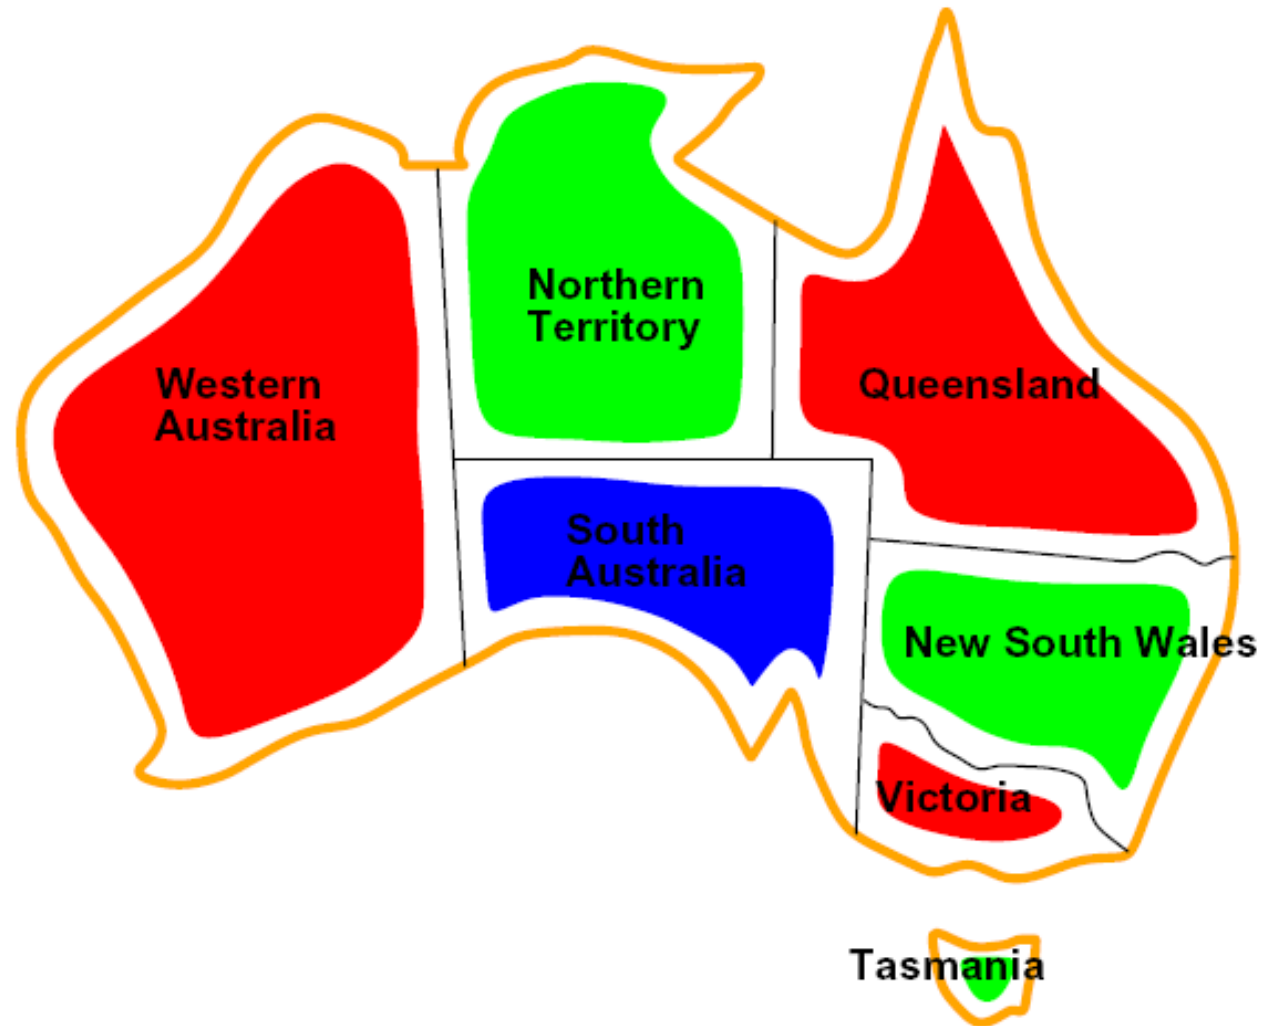 Northern
Territory
Western
Australia
Queensland
South
Australia
New South Wales
Victoria
Tasmania